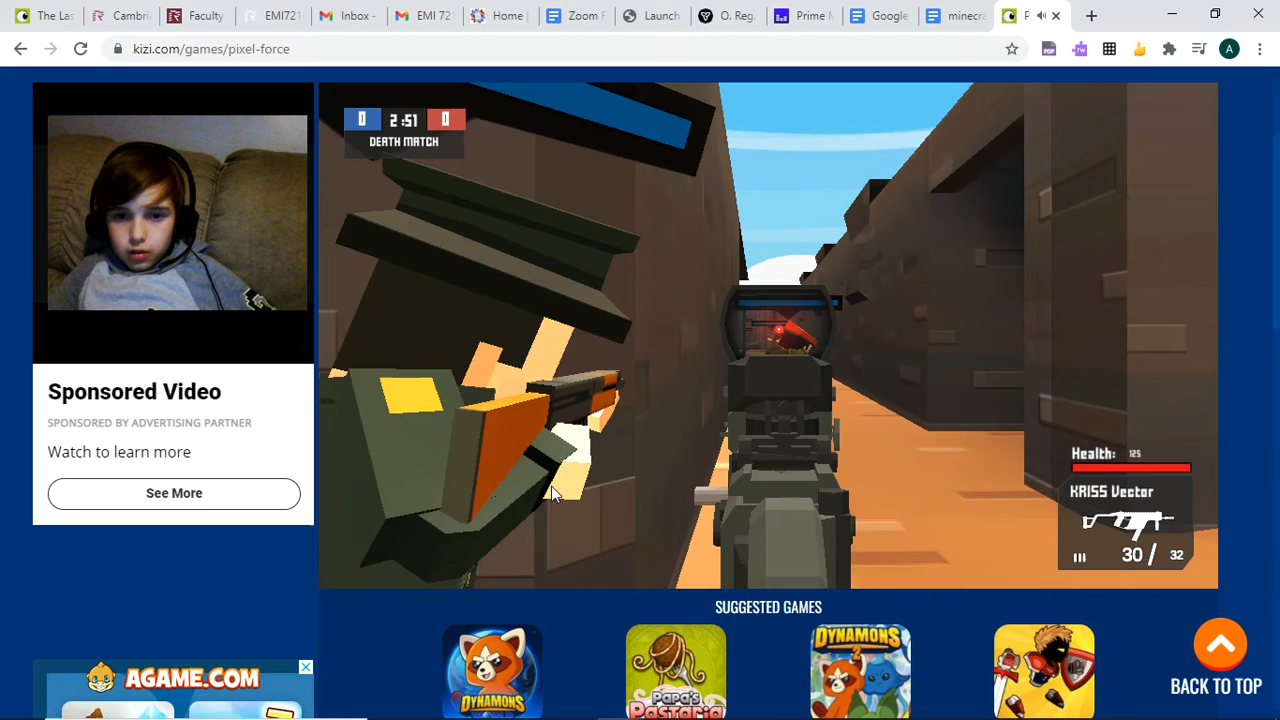 The Las
Cambri
Faculty
EMI721
Inbox -
EMI 721
Home |
Zoom F
Launch
O. Reg.
Prime M
Google
minecra
P
kizi.com/games/pixel-force
A
0 2:51 0
DEATH MATCH
Health: 125
KRISS Vector
30 / 32
Sponsored Video
SPONSORED BY ADVERTISING PARTNER
Watch to learn more
See More
AGAME.COM
SUGGESTED GAMES
DYNAMONS
Papa's
Pastaria
DYNAMONS
2
BACK TO TOP